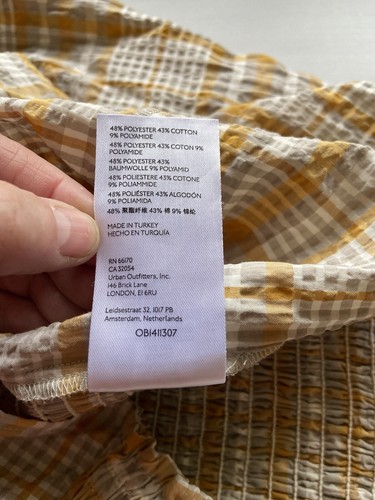 48% POLYESTER 43% COTTON
9% POLYAMIDE
48% POLYESTER 43% COTON 9%
POLYAMIDE
48% POLYESTER 43%
BAUMWOLLE 9% POLYAMID
48% POLIESTERE 43% COTONE
9% POLIAMMIDE
48% POLIÉSTER 43% ALGODÓN
9% POLIAMIDA
48% 聚酯纤维 43% 棉 9% 锦纶
MADE IN TURKEY
HECHO EN TURQUÍA
RN 66170
CA 32054
Urban Outfitters, Inc.
146 Brick Lane
LONDON, E1 6RU
Leidsestraat 32, 1017 PB
Amsterdam, Netherlands
OB1411307